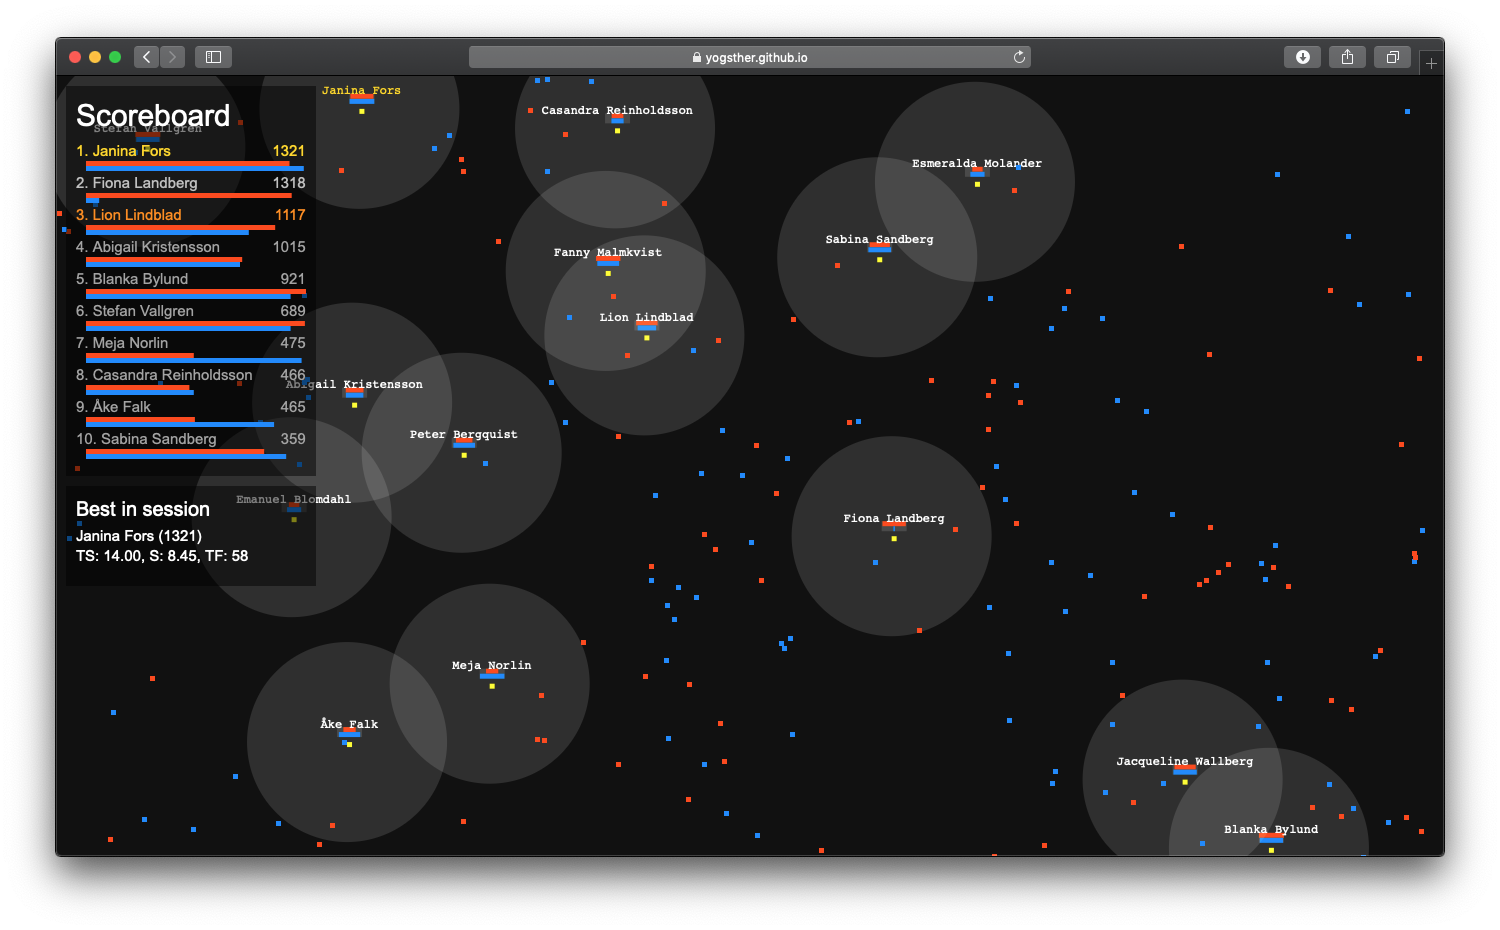 yogsther.github.io
Scoreboard
1. Janina Fors 1321
2. Fiona Landberg 1318
3. Lion Lindblad 1117
4. Abigail Kristensson 1015
5. Blanka Bylund 921
6. Stefan Vallgren 689
7. Meja Norlin 475
8. Casandra Reinholdsson 466
9. Åke Falk 465
10. Sabina Sandberg 359
Best in session
Janina Fors (1321)
TS: 14.00, S: 8.45, TF: 58
Janina Fors
Casandra Reinholdsson
Stefan Vallgren
Esmeralda Molander
Sabina Sandberg
Fanny Malmkvist
Lion Lindblad
Abigail Kristensson
Peter Bergquist
Emanuel Blomdahl
Fiona Landberg
Meja Norlin
Åke Falk
Jacqueline Wallberg
Blanka Bylund